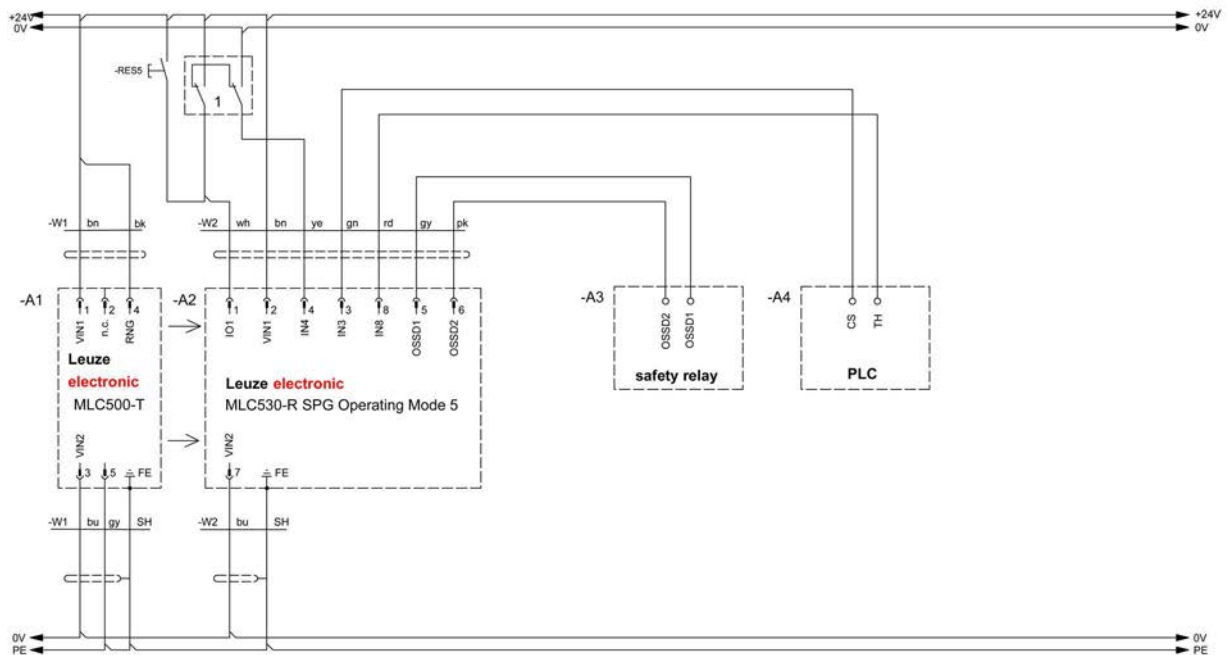 +24V +24V
0V 0V
-RES5
1
-W1 bn bk -W2 wh bn ye gn rd gy pk
-A1 -A2 -A3 -A4
1 2 4 1 2 4 3 8 5 6
VIN1 n.c. RNG IO1 VIN1 IN4 IN3 IN8 OSSD1 OSSD2 OSSD2 OSSD1 CS TH
Leuze
electronic
MLC500-T
Leuze electronic
MLC530-R SPG Operating Mode 5
safety relay
PLC
VIN2 VIN2
3 5 FE 7 FE
-W1 bu gy SH -W2 bu SH
0V 0V
PE PE